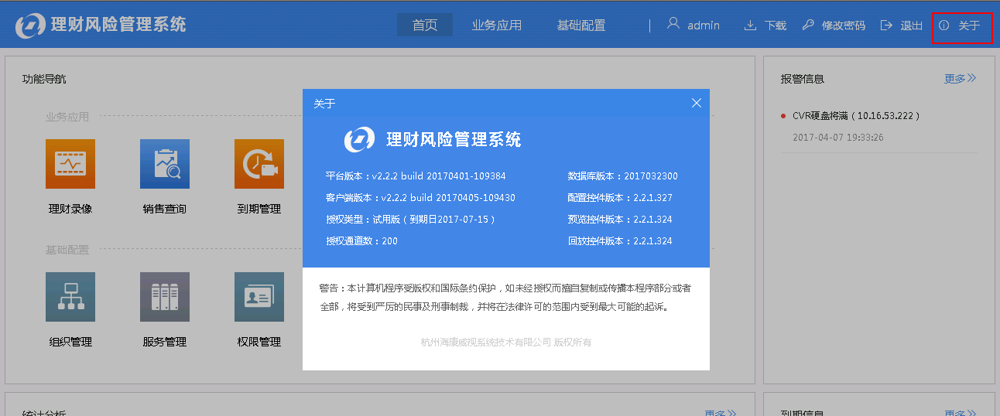 理财风险管理系统
首页
业务应用
基础配置
admin
下载
修改密码
退出
关于
功能导航
业务应用
理财录像
销售查询
到期管理
基础配置
组织管理
服务管理
权限管理
关于
理财风险管理系统
平台版本：v2.2.2 build 20170401-109384
数据库版本：2017032300
客户端版本：v2.2.2 build 20170405-109430
配置控件版本：2.2.1.327
授权类型：试用版（到期日2017-07-15）
预览控件版本：2.2.1.324
授权通道数：200
回放控件版本：2.2.1.324
警告：本计算机程序受版权和国际条约保护，如未经授权而擅自复制或传播本程序部分或者
全部，将受到严厉的民事及刑事制裁，并将在法律许可的范围内受到最大可能的起诉。
杭州海康威视系统技术有限公司 版权所有
报警信息
更多
CVR硬盘将满（10.16.53.222）
2017-04-07 19:33:26
统计分析
更多
到期信息
更多